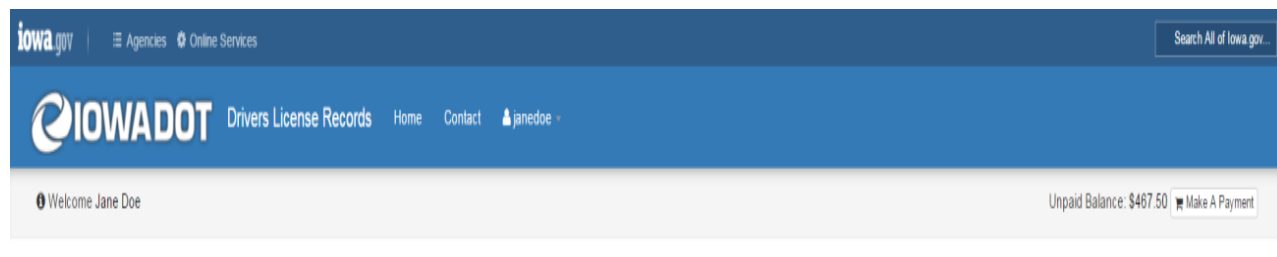 iowa.gov Agencies Online Services Search All of Iowa.gov...
IOWADOT Drivers License Records Home Contact janedoe
Welcome Jane Doe Unpaid Balance: $467.50 Make A Payment